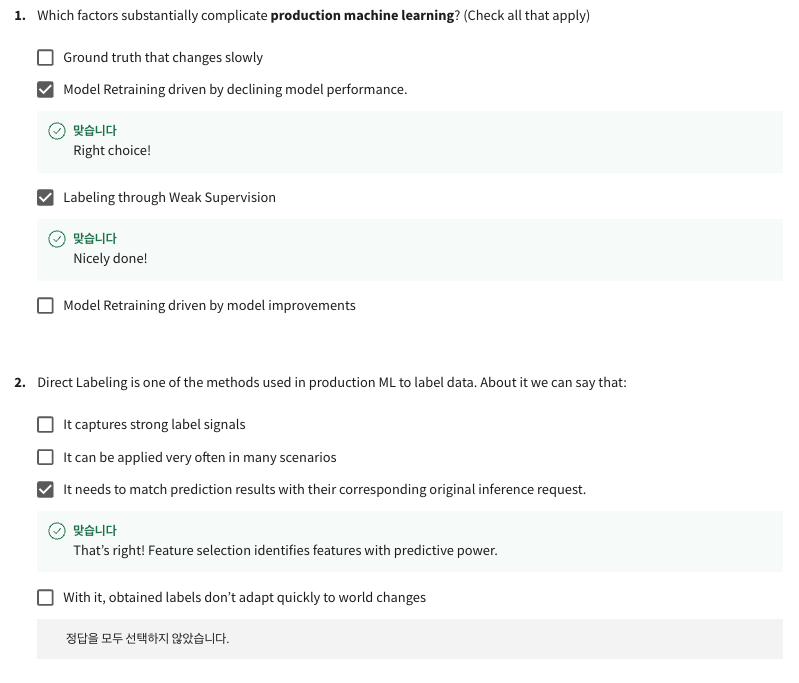 1. Which factors substantially complicate production machine learning? (Check all that apply)
Ground truth that changes slowly
Model Retraining driven by declining model performance.
맞습니다
Right choice!
Labeling through Weak Supervision
맞습니다
Nicely done!
Model Retraining driven by model improvements
2. Direct Labeling is one of the methods used in production ML to label data. About it we can say that:
It captures strong label signals
It can be applied very often in many scenarios
It needs to match prediction results with their corresponding original inference request.
맞습니다
That’s right! Feature selection identifies features with predictive power.
With it, obtained labels don’t adapt quickly to world changes
정답을 모두 선택하지 않았습니다.